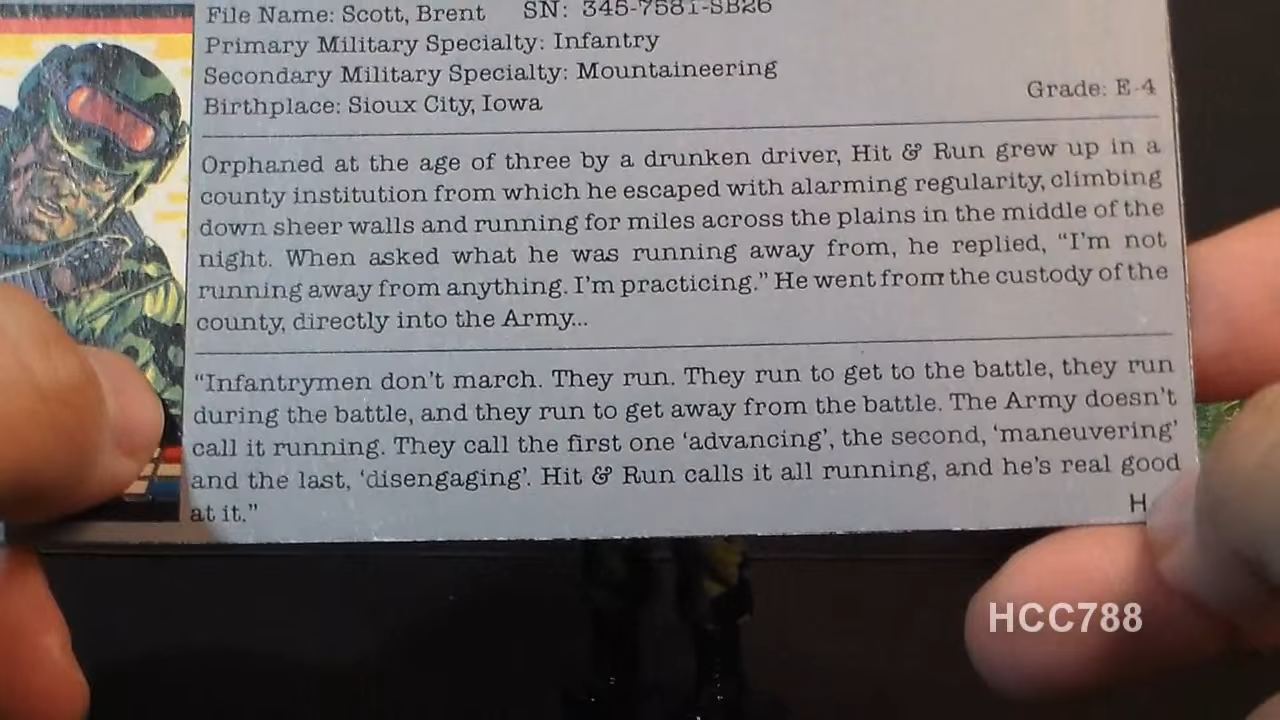 File Name: Scott, Brent SN: 345-7581-SB26
Primary Military Specialty: Infantry
Secondary Military Specialty: Mountaineering
Birthplace: Sioux City, Iowa
Grade: E-4
Orphaned at the age of three by a drunken driver, Hit & Run grew up in a
county institution from which he escaped with alarming regularity, climbing
down sheer walls and running for miles across the plains in the middle of the
night. When asked what he was running away from, he replied, “I’m not
running away from anything. I’m practicing.” He went from the custody of the
county, directly into the Army...
“Infantrymen don’t march. They run. They run to get to the battle, they run
during the battle, and they run to get away from the battle. The Army doesn’t
call it running. They call the first one ‘advancing’, the second, ‘maneuvering’
and the last, ‘disengaging’. Hit & Run calls it all running, and he’s real good
at it.”
H
HCC788